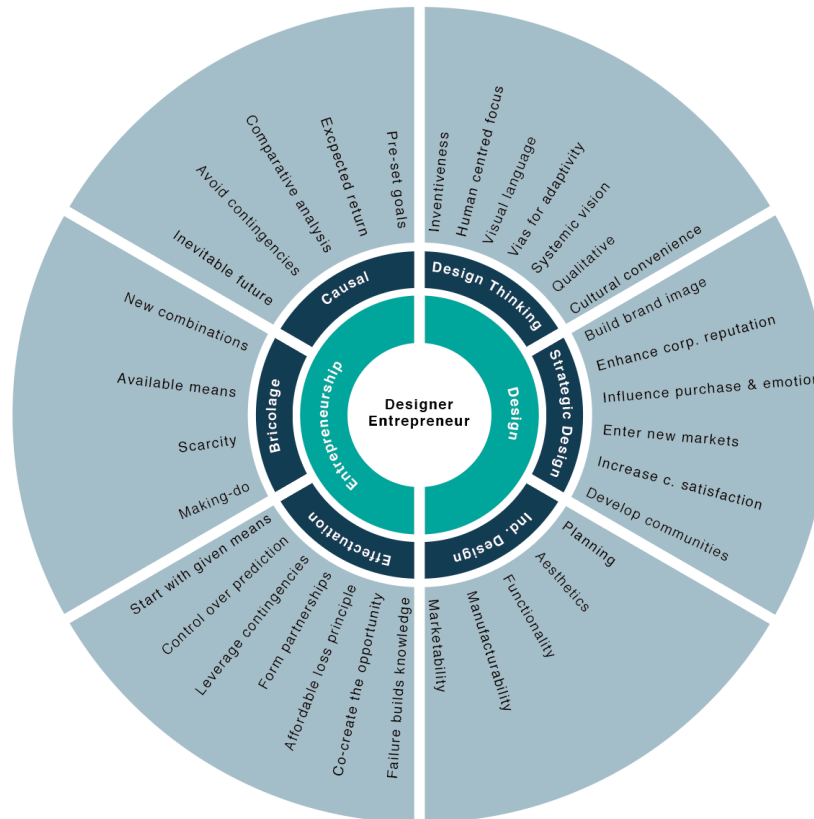 Designer
Entrepreneur
Design
Entrepreneurship
Design Thinking
Inventiveness
Human centred focus
Visual language
Vias for adaptivity
Systemic vision
Qualitative
Cultural convenience
Strategic Design
Build brand image
Enhance corp. reputation
Influence purchase & emotion
Enter new markets
Increase c. satisfaction
Develop communities
Ind. Design
Planning
Aesthetics
Functionality
Manufacturability
Marketability
Effectuation
Failure builds knowledge
Co-create the opportunity
Affordable loss principle
Form partnerships
Leverage contingencies
Control over prediction
Start with given means
Bricolage
Making-do
Scarcity
Available means
New combinations
Causal
Inevitable future
Avoid contingencies
Comparative analysis
Excpected return
Pre-set goals